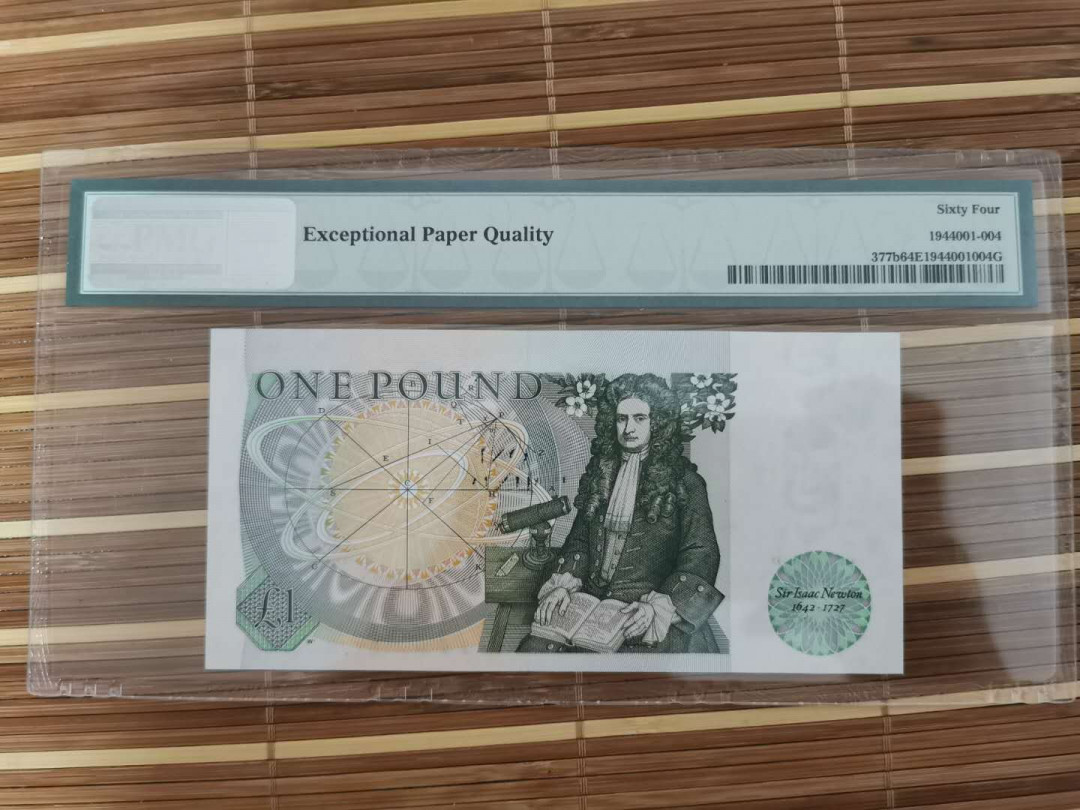 Exceptional Paper Quality
Sixty Four
1944001-004
377b64E1944001004G
ONE POUND
£1
Sir Isaac Newton
1642 - 1727